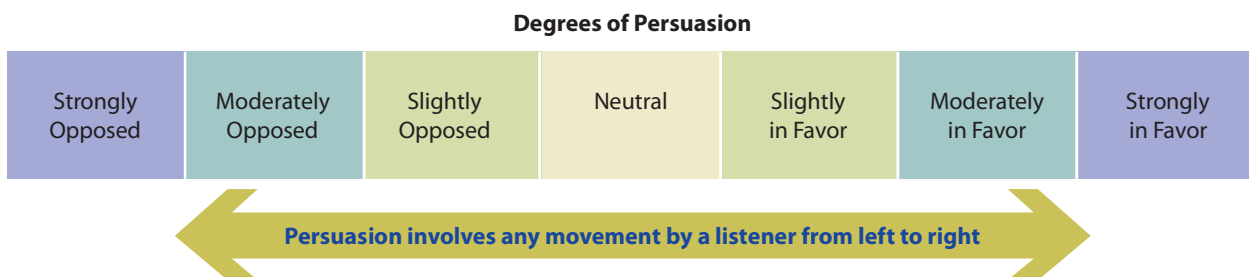 Degrees of Persuasion
Strongly
Opposed
Moderately
Opposed
Slightly
Opposed
Neutral
Slightly
in Favor
Moderately
in Favor
Strongly
in Favor
Persuasion involves any movement by a listener from left to right